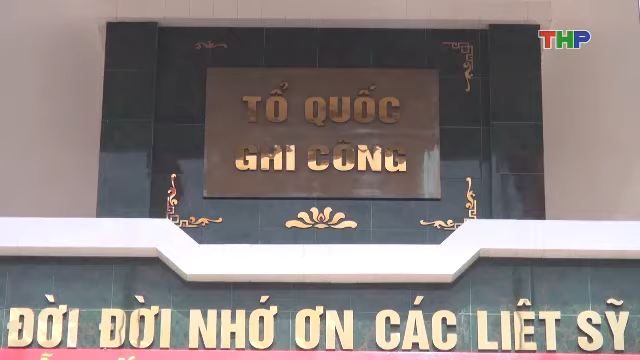 THP
TỔ QUỐC
GHI CÔNG
ĐỜI ĐỜI NHỚ ƠN CÁC LIỆT SỸ